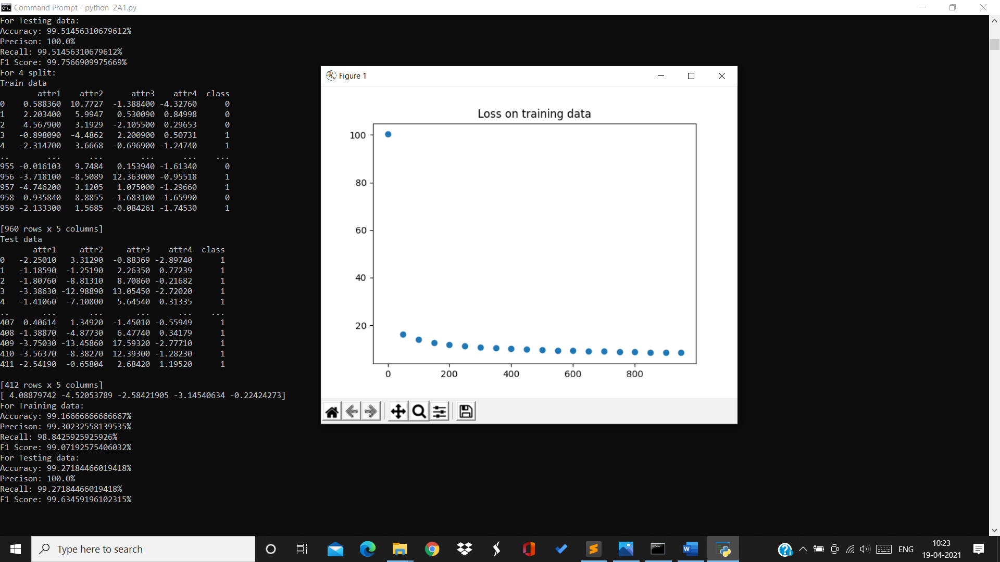 Command Prompt - python  2A1.py
For Testing data:
Accuracy: 99.51456310679612%
Precison: 100.0%
Recall: 99.51456310679612%
F1 Score: 99.7566909975669%
For 4 split:
Train data
attr1 attr2 attr3 attr4 class
0 0.588360 10.7727 -1.388400 -4.32760 0
1 2.203400 5.9947 0.530090 0.84998 0
2 4.567900 3.1929 -2.105500 0.29653 0
3 -0.898090 -4.4862 2.200900 0.50731 1
4 -2.314700 3.6668 -0.696900 -1.24740 1
.. ... ... ... ... ...
955 -0.016103 9.7484 0.153940 -1.61340 0
956 -3.718100 -8.5089 12.363000 -0.95518 1
957 -4.746200 3.1205 1.075000 -1.29660 1
958 0.935840 8.8855 -1.683100 -1.65990 0
959 -2.133300 1.5685 -0.084261 -1.74530 1
[960 rows x 5 columns]
Test data
attr1 attr2 attr3 attr4 class
0 -2.25010 3.31290 -0.88369 -2.89740 1
1 -1.18590 -1.25190 2.26350 0.77239 1
2 -1.80760 -8.81310 8.70860 -0.21682 1
3 -3.38630 -12.98890 13.05450 -2.72020 1
4 -1.41060 -7.10800 5.64540 0.31335 1
.. ... ... ... ... ...
407 0.40614 1.34920 -1.45010 -0.55949 1
408 -1.38870 -4.87730 6.47740 0.34179 1
409 -3.75030 -13.45860 17.59320 -2.77710 1
410 -3.56370 -8.38270 12.39300 -1.28230 1
411 -2.54190 -0.65804 2.68420 1.19520 1
[412 rows x 5 columns]
[ 4.08879742 -4.52053789 -2.58421905 -3.14540634 -0.22424273]
For Training data:
Accuracy: 99.16666666666667%
Precison: 99.30232558139535%
Recall: 98.8425925925926%
F1 Score: 99.07192575406032%
For Testing data:
Accuracy: 99.27184466019418%
Precison: 100.0%
Recall: 99.27184466019418%
F1 Score: 99.63459196102315%
Figure 1
Loss on training data
100
80
60
40
20
0 200 400 600 800
Type here to search
ENG
10:23
19-04-2021